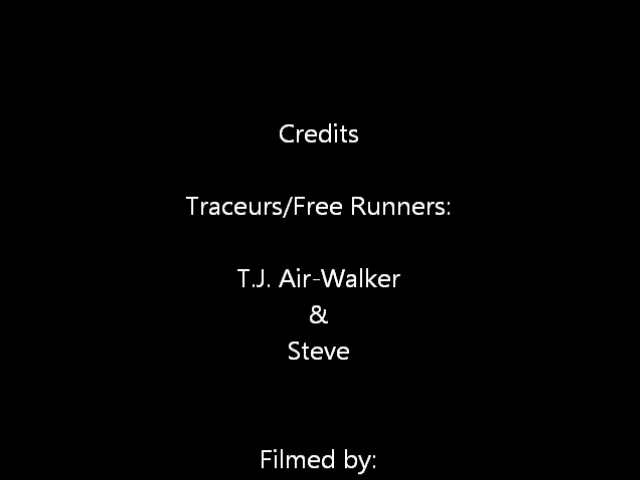 Credits
Traceurs/Free Runners:
T.J. Air-Walker
&
Steve
Filmed by: